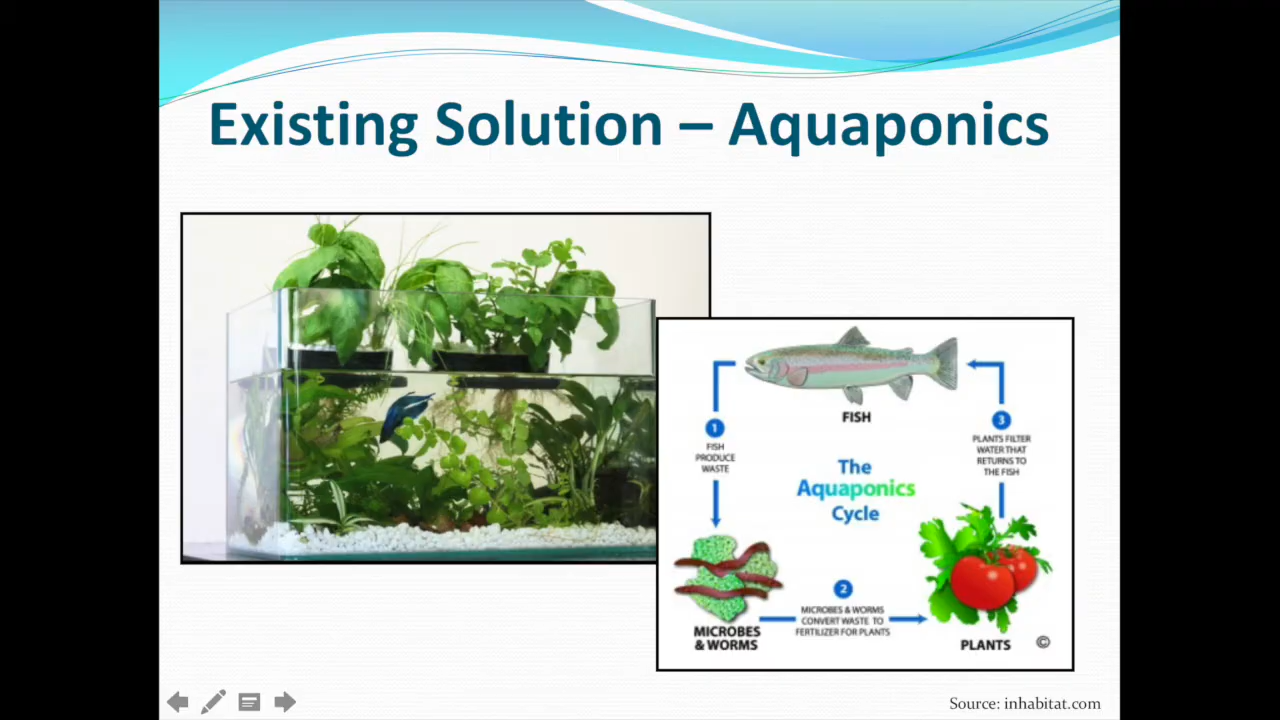 Existing Solution – Aquaponics
FISH
1
FISH
PRODUCE
WASTE
3
PLANTS FILTER
WATER THAT
RETURNS TO
THE FISH
The
Aquaponics
Cycle
2
MICROBES & WORMS
CONVERT WASTE TO
FERTILIZER FOR PLANTS
MICROBES
& WORMS
PLANTS
©
Source: inhabitat.com